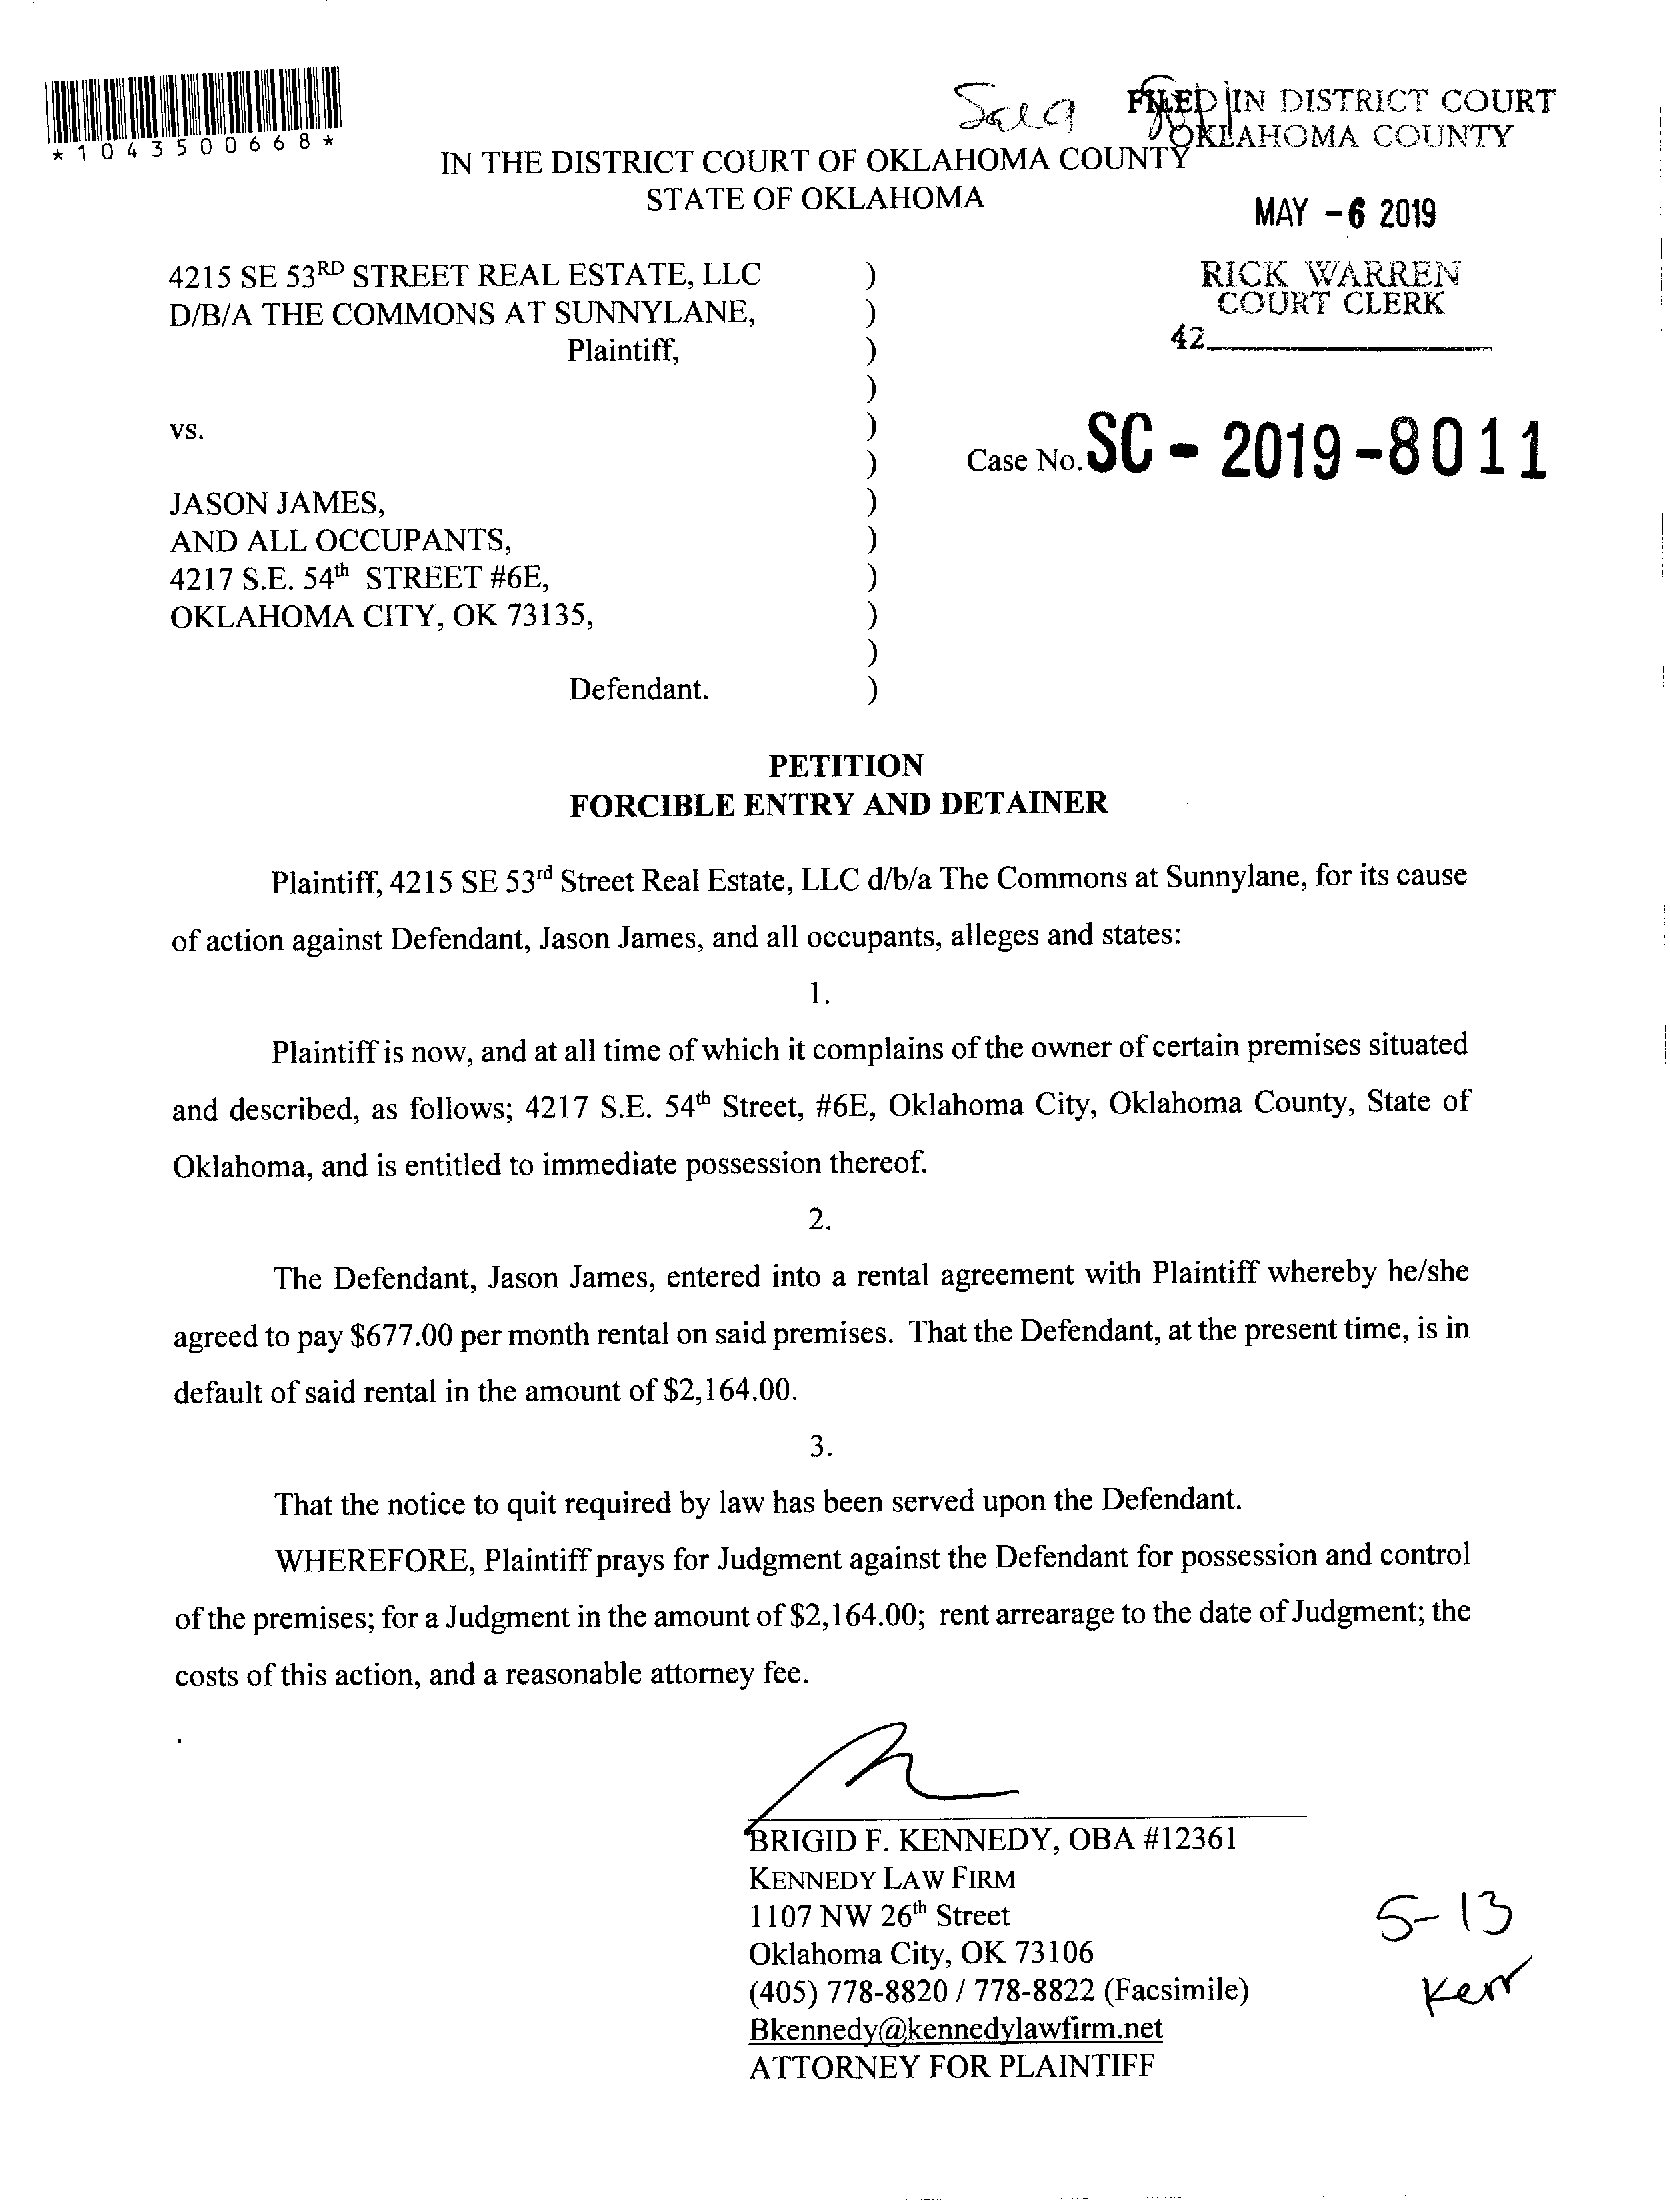 *1043500668*
FILED IN DISTRICT COURT
OKLAHOMA COUNTY
IN THE DISTRICT COURT OF OKLAHOMA COUNTY
STATE OF OKLAHOMA
MAY -6 2019
RICK WARREN
COURT CLERK
42
4215 SE 53RD STREET REAL ESTATE, LLC )
D/B/A THE COMMONS AT SUNNYLANE, )
Plaintiff, )
)
vs. )
Case No. SC - 2019 - 8011
)
JASON JAMES, )
AND ALL OCCUPANTS, )
4217 S.E. 54th STREET #6E, )
OKLAHOMA CITY, OK 73135, )
)
Defendant. )
PETITION
FORCIBLE ENTRY AND DETAINER
Plaintiff, 4215 SE 53rd Street Real Estate, LLC d/b/a The Commons at Sunnylane, for its cause
of action against Defendant, Jason James, and all occupants, alleges and states:
1.
Plaintiff is now, and at all time of which it complains of the owner of certain premises situated
and described, as follows; 4217 S.E. 54th Street, #6E, Oklahoma City, Oklahoma County, State of
Oklahoma, and is entitled to immediate possession thereof.
2.
The Defendant, Jason James, entered into a rental agreement with Plaintiff whereby he/she
agreed to pay $677.00 per month rental on said premises. That the Defendant, at the present time, is in
default of said rental in the amount of $2,164.00.
3.
That the notice to quit required by law has been served upon the Defendant.
WHEREFORE, Plaintiff prays for Judgment against the Defendant for possession and control
of the premises; for a Judgment in the amount of $2,164.00; rent arrearage to the date of Judgment; the
costs of this action, and a reasonable attorney fee.
BRIGID F. KENNEDY, OBA #12361
KENNEDY LAW FIRM
1107 NW 26th Street
Oklahoma City, OK 73106
(405) 778-8820 / 778-8822 (Facsimile)
Bkennedy@kennedylawfirm.net
ATTORNEY FOR PLAINTIFF
5-13
Kerr